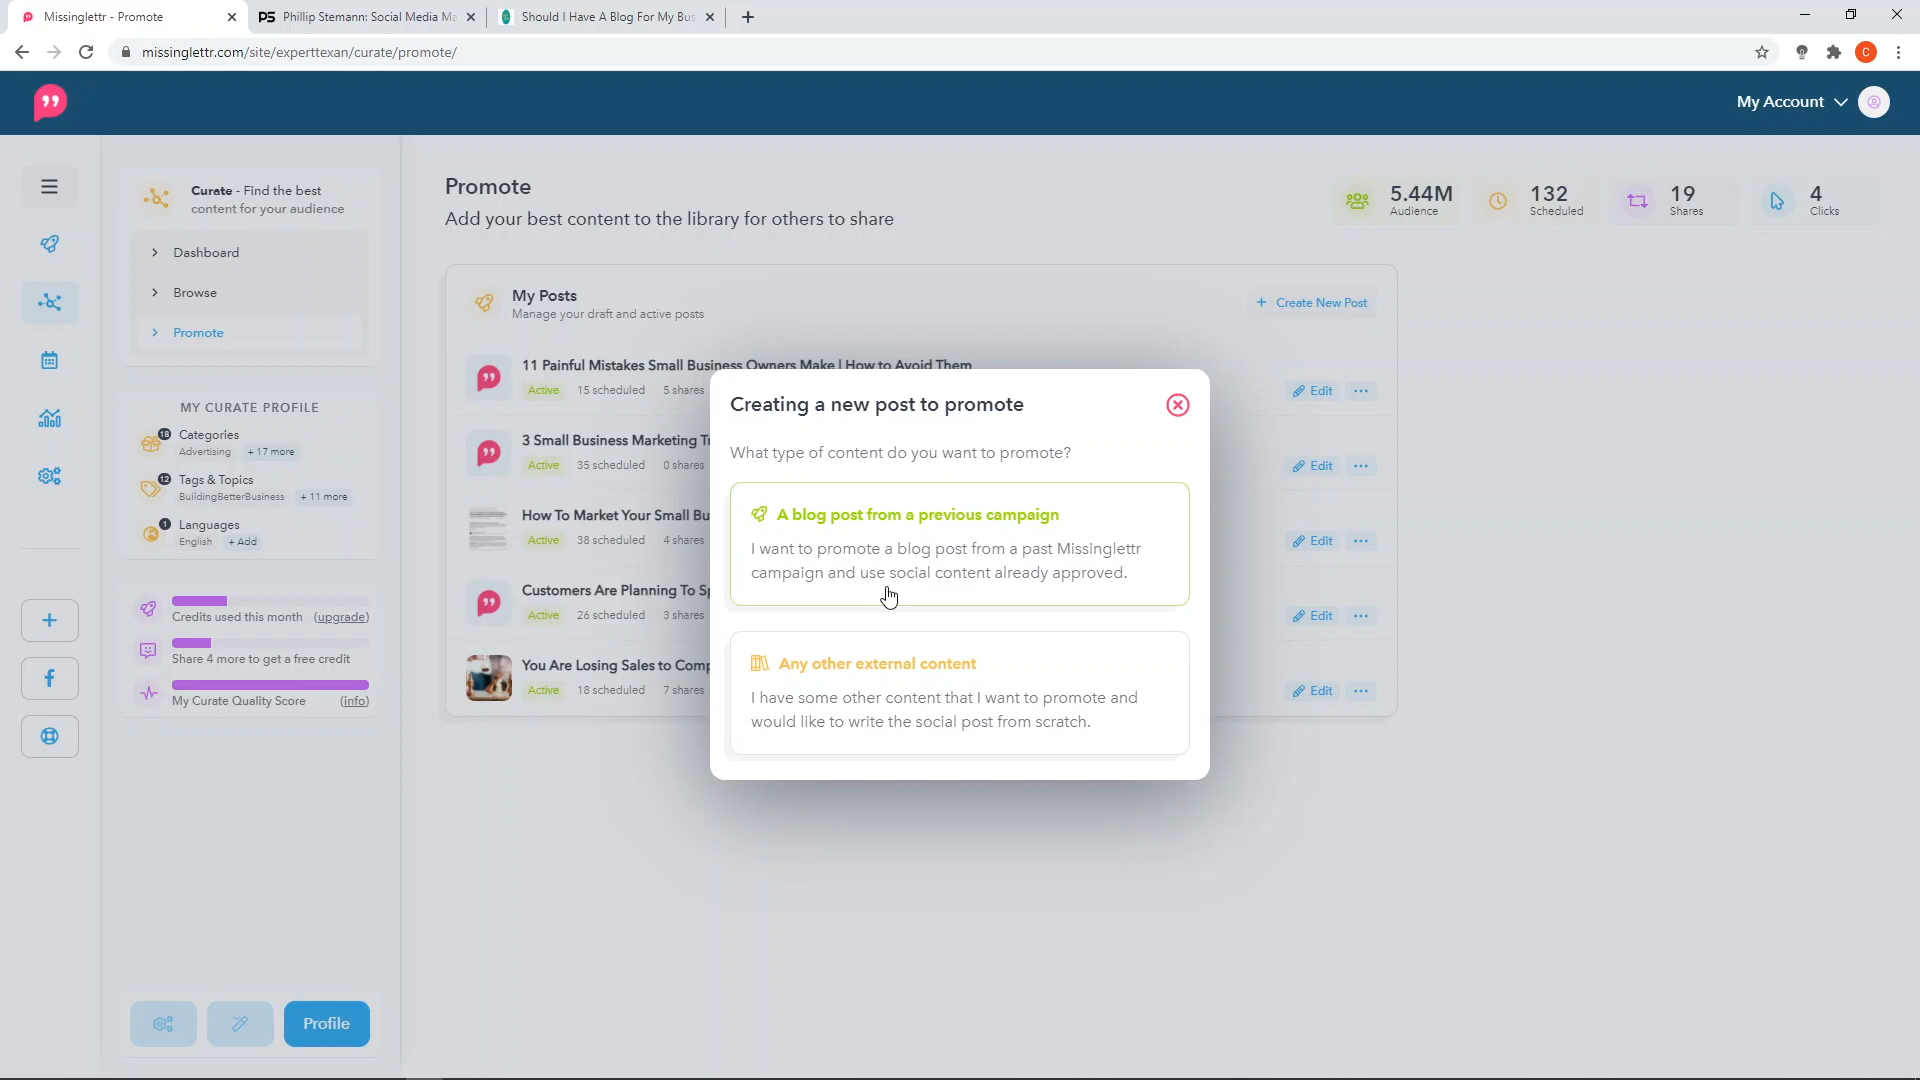 Missinglettr - Promote
PS Phillip Stemann: Social Media Ma
Should I Have A Blog For My Bus
missinglettr.com/site/experttexan/curate/promote/
C
My Account
Curate - Find the best
content for your audience
Dashboard
Browse
Promote
MY CURATE PROFILE
18 Categories
Advertising + 17 more
12 Tags & Topics
BuildingBetterBusiness + 11 more
1 Languages
English + Add
Credits used this month (upgrade)
Share 4 more to get a free credit
My Curate Quality Score (info)
Profile
Promote
Add your best content to the library for others to share
5.44M
Audience
132
Scheduled
19
Shares
4
Clicks
My Posts
Manage your draft and active posts
+ Create New Post
11 Painful Mistakes Small Business Owners Make | How to Avoid Them
Active 15 scheduled 5 shares
Edit
3 Small Business Marketing Tr
Active 35 scheduled 0 shares
Edit
How To Market Your Small Bu
Active 38 scheduled 4 shares
Edit
Customers Are Planning To Sp
Active 26 scheduled 3 shares
Edit
You Are Losing Sales to Comp
Active 18 scheduled 7 shares
Edit
Creating a new post to promote
What type of content do you want to promote?
A blog post from a previous campaign
I want to promote a blog post from a past Missinglettr
campaign and use social content already approved.
Any other external content
I have some other content that I want to promote and
would like to write the social post from scratch.